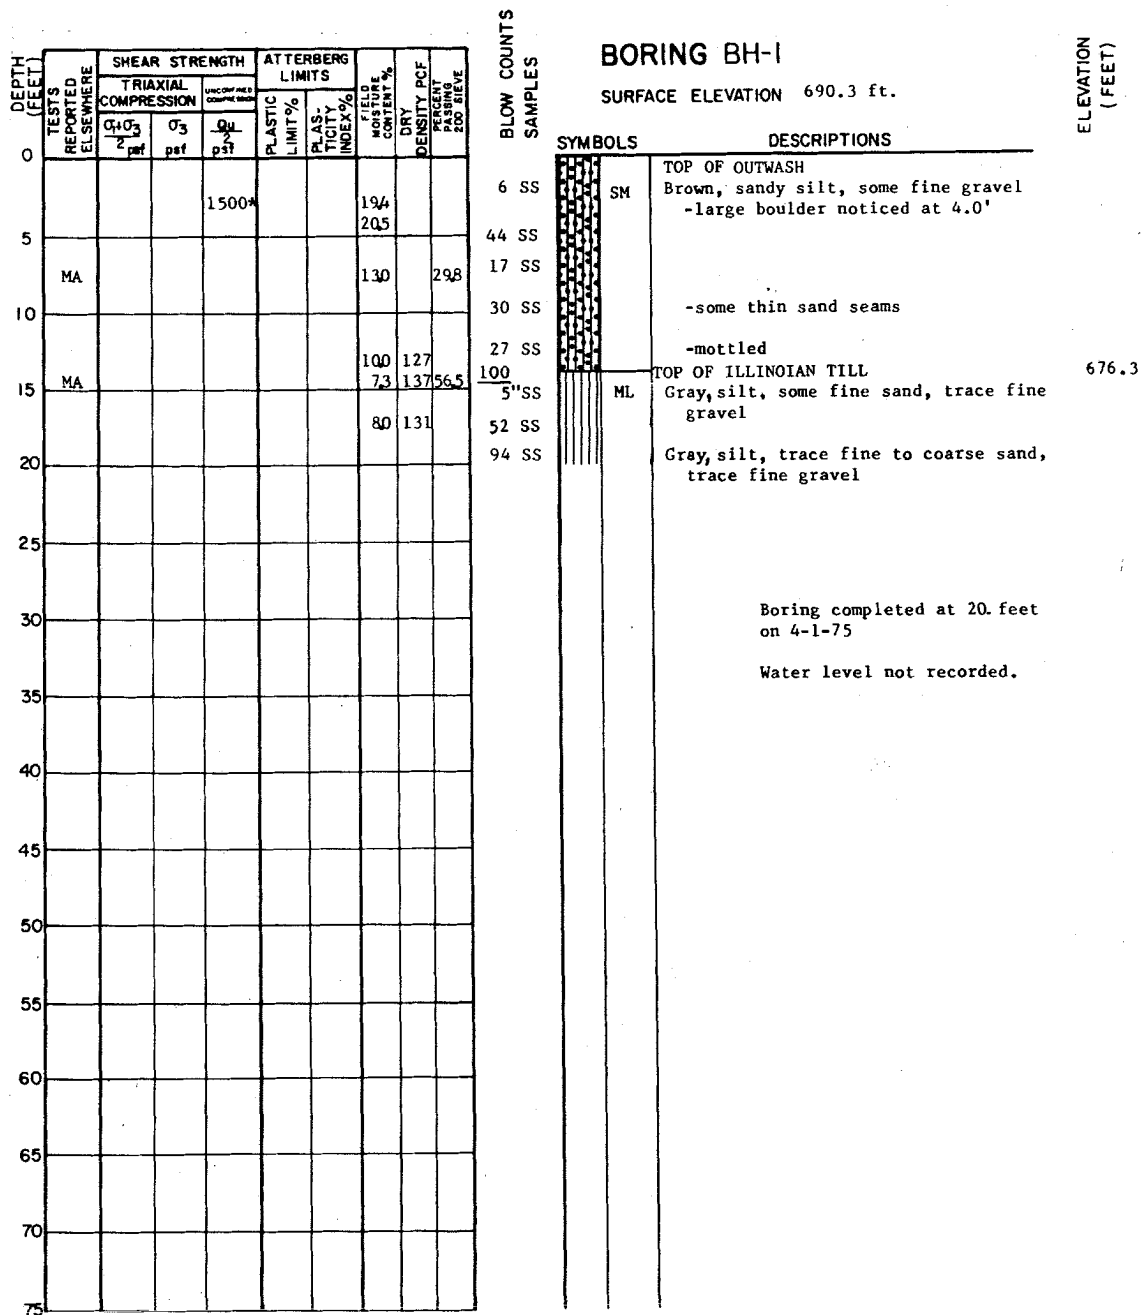 BORING BH-1
SURFACE ELEVATION 690.3 ft.
DEPTH (FEET)
TESTS REPORTED ELSEWHERE
SHEAR STRENGTH
TRIAXIAL COMPRESSION
UNCONFINED COMPRESSION
σ1+σ3
2 psf
σ3
psf
Qu
2
psf
ATTERBERG LIMITS
PLASTIC LIMIT %
PLAS-TICITY INDEX %
FIELD MOISTURE CONTENT %
DRY DENSITY PCF
PERCENT PASSING 200 SIEVE
BLOW COUNTS
SAMPLES
SYMBOLS
DESCRIPTIONS
ELEVATION (FEET)
0
TOP OF OUTWASH
6 SS SM Brown, sandy silt, some fine gravel
1500* 19.4 -large boulder noticed at 4.0'
20.5
5 44 SS
17 SS
MA 13.0 29.8
10 30 SS -some thin sand seams
27 SS -mottled
10.0 127
100 TOP OF ILLINOIAN TILL 676.3
MA 7.3 137 56.5
15 5" SS ML Gray, silt, some fine sand, trace fine
gravel
8.0 131 52 SS
20 94 SS Gray, silt, trace fine to coarse sand,
trace fine gravel
25
30 Boring completed at 20. feet
on 4-1-75
35 Water level not recorded.
40
45
50
55
60
65
70
75